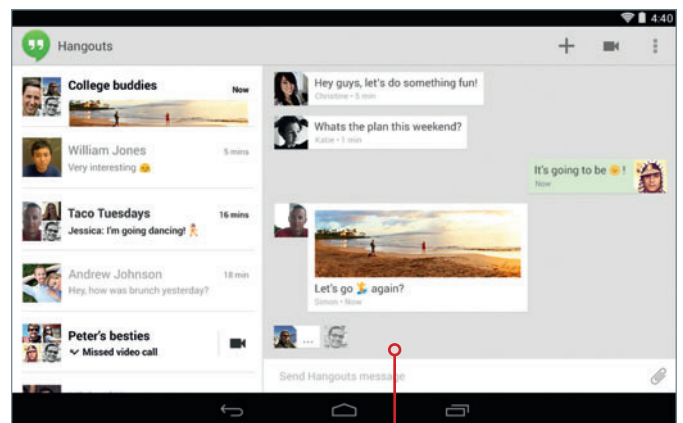 4:40
Hangouts
College buddies
Now
William Jones
5 mins
Very interesting
Taco Tuesdays
16 mins
Jessica: I'm going dancing!
Andrew Johnson
18 min
Hey, how was brunch yesterday?
Peter's besties
Missed video call
Hey guys, let's do something fun!
Christine • 5 min
Whats the plan this weekend?
Katie • 1 min
It's going to be !
Now
Let's go again?
Simon • Now
...
Send Hangouts message